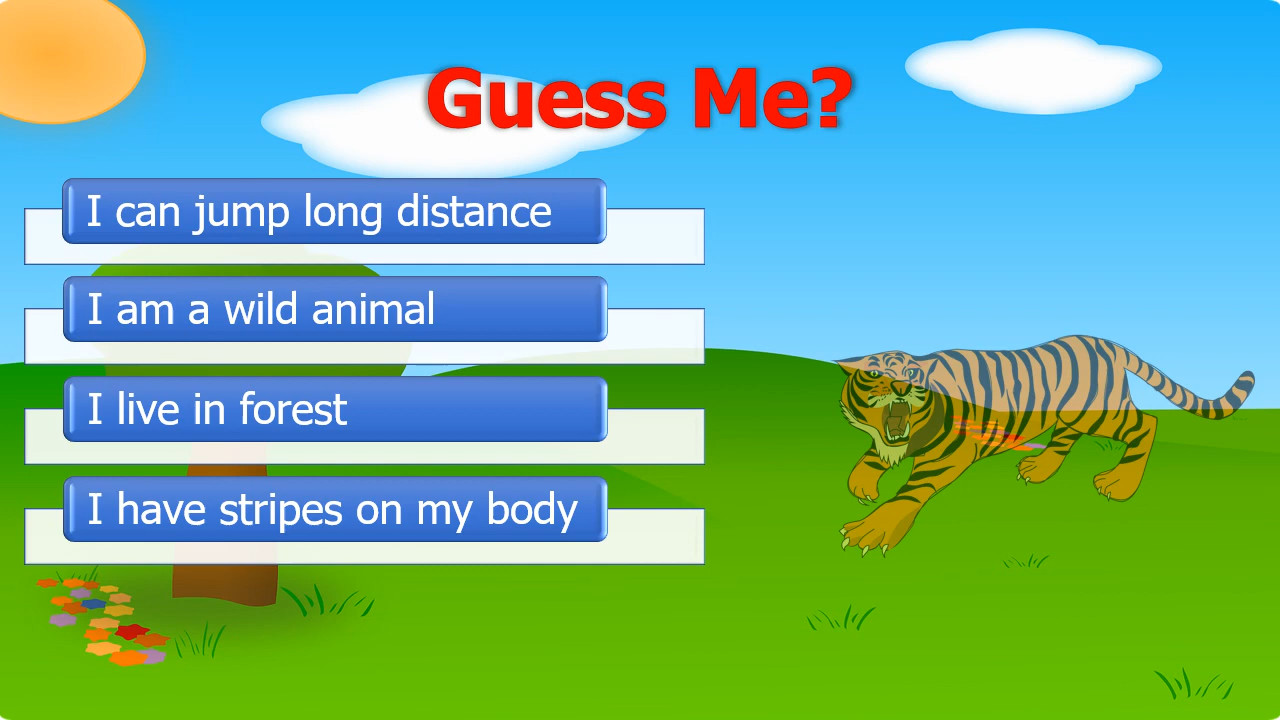 Guess Me?
I can jump long distance
I am a wild animal
I live in forest
I have stripes on my body